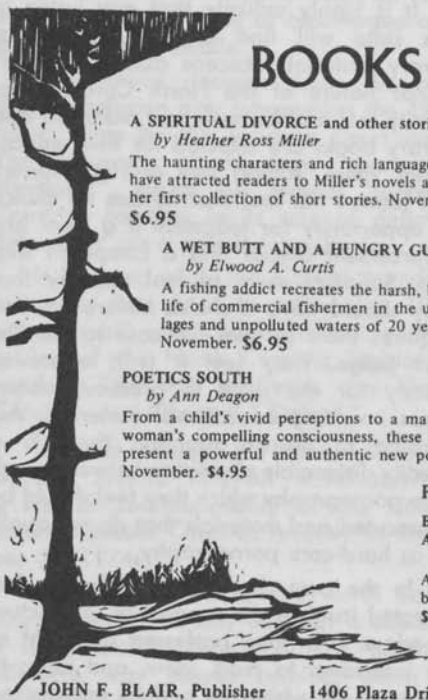 BOOKS
A SPIRITUAL DIVORCE and other stori
by Heather Ross Miller
The haunting characters and rich language
have attracted readers to Miller's novels a
her first collection of short stories. Novem
$6.95
A WET BUTT AND A HUNGRY GU
by Elwood A. Curtis
A fishing addict recreates the harsh,
life of commercial fishermen in the u
lages and unpolluted waters of 20 ye
November. $6.95
POETICS SOUTH
by Ann Deagon
From a child's vivid perceptions to a ma
woman's compelling consciousness, these
present a powerful and authentic new po
November. $4.95
JOHN F. BLAIR, Publisher 1406 Plaza Dri